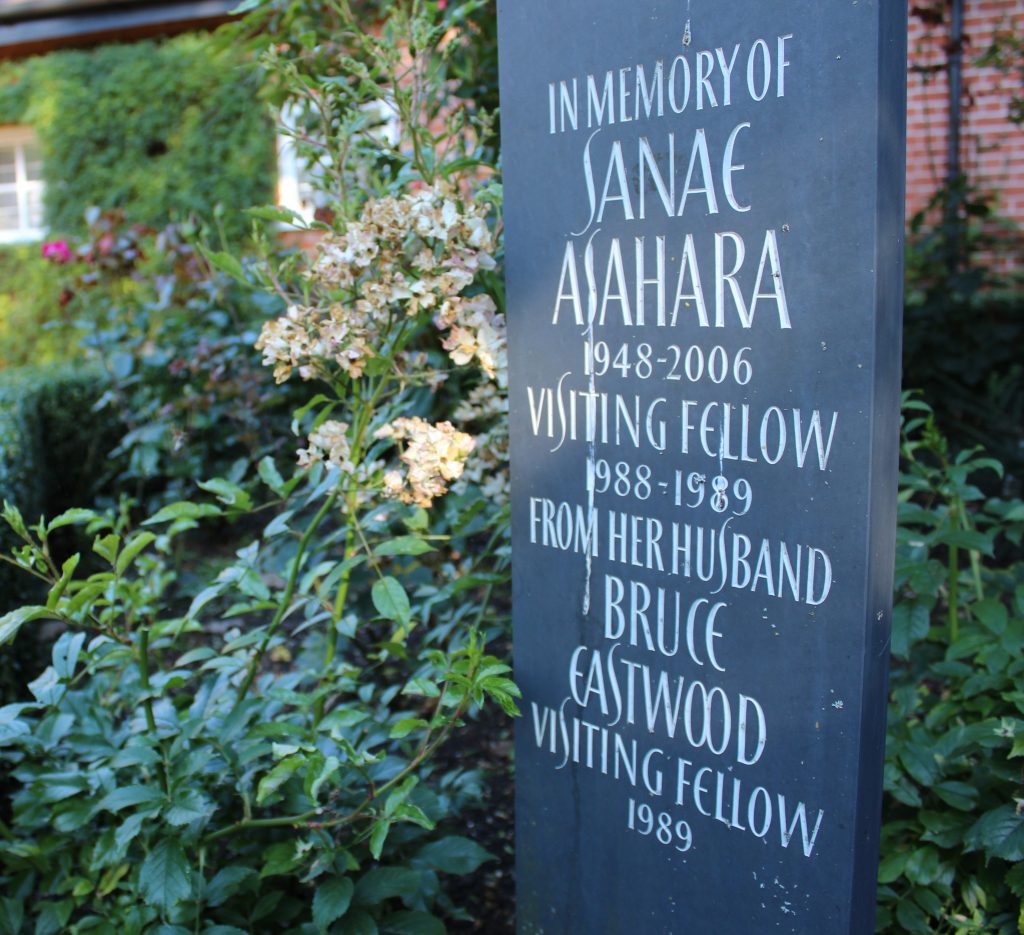 IN MEMORY OF
SANAE
ASAHARA
1948-2006
VISITING FELLOW
1988-1989
FROM HER HUSBAND
BRUCE
EASTWOOD
VISITING FELLOW
1989